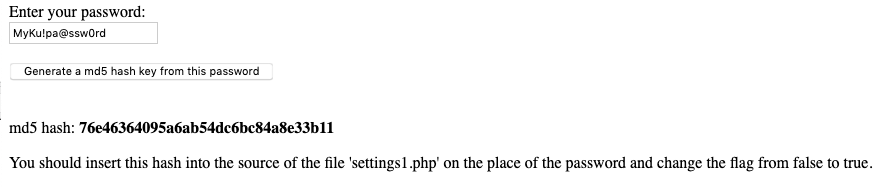 Enter your password:
MyKu!pa@ssw0rd
Generate a md5 hash key from this password
md5 hash: 76e46364095a6ab54dc6bc84a8e33b11
You should insert this hash into the source of the file 'settings1.php' on the place of the password and change the flag from false to true.